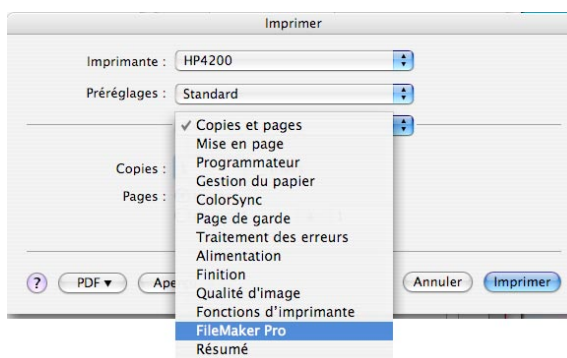 Imprimer
Imprimante : HP4200
Préréglages : Standard
✓ Copies et pages
Mise en page
Programmateur
Copies :
Gestion du papier
Pages :
ColorSync
Page de garde
Traitement des erreurs
Alimentation
Finition
? PDF ▼ Annuler Imprimer
Qualité d'image
Fonctions d'imprimante
FileMaker Pro
Résumé